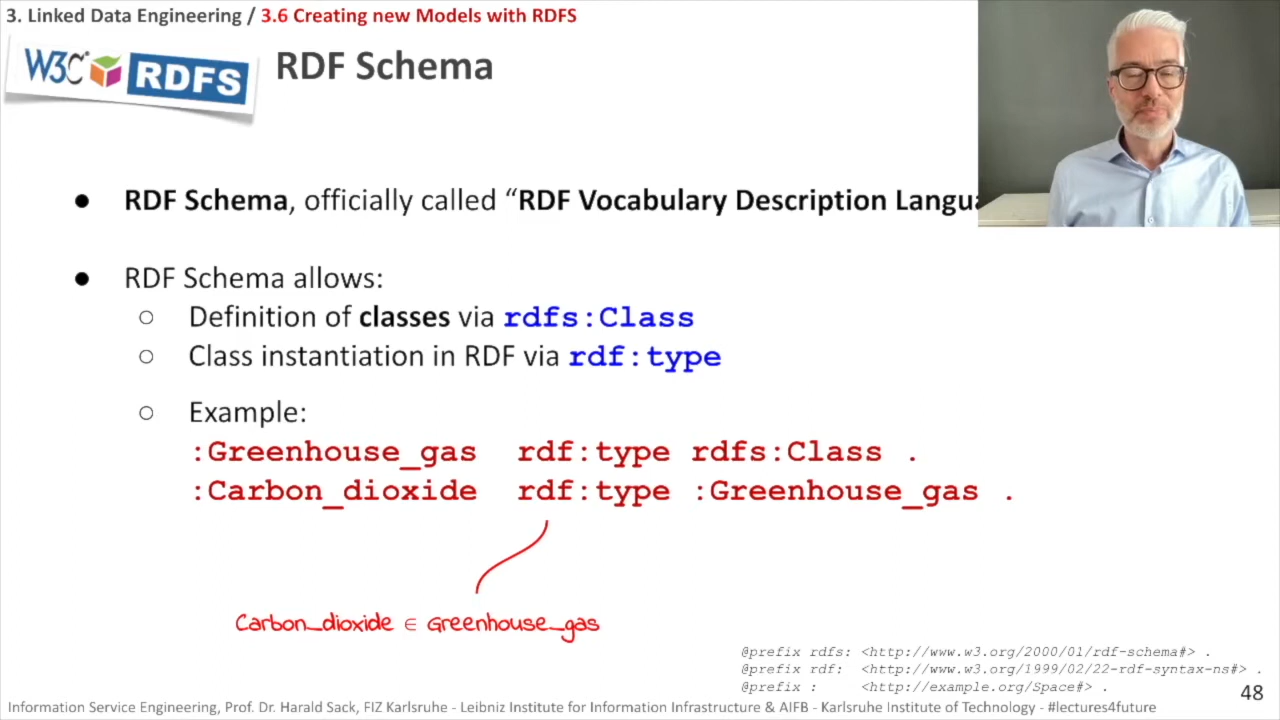 3. Linked Data Engineering / 3.6 Creating new Models with RDFS
W3C RDFS
RDF Schema
● RDF Schema, officially called “RDF Vocabulary Description
● RDF Schema allows:
○ Definition of classes via rdfs:Class
○ Class instantiation in RDF via rdf:type
○ Example:
:Greenhouse_gas rdf:type rdfs:Class .
:Carbon_dioxide rdf:type :Greenhouse_gas .
Carbon_dioxide ∈ Greenhouse_gas
@prefix rdfs: <http://www.w3.org/2000/01/rdf-schema#> .
@prefix rdf: <http://www.w3.org/1999/02/22-rdf-syntax-ns#> .
@prefix : <http://example.org/Space#> .
48
Information Service Engineering, Prof. Dr. Harald Sack, FIZ Karlsruhe - Leibniz Institute for Information Infrastructure & AIFB - Karlsruhe Institute of Technology - #lectures4future